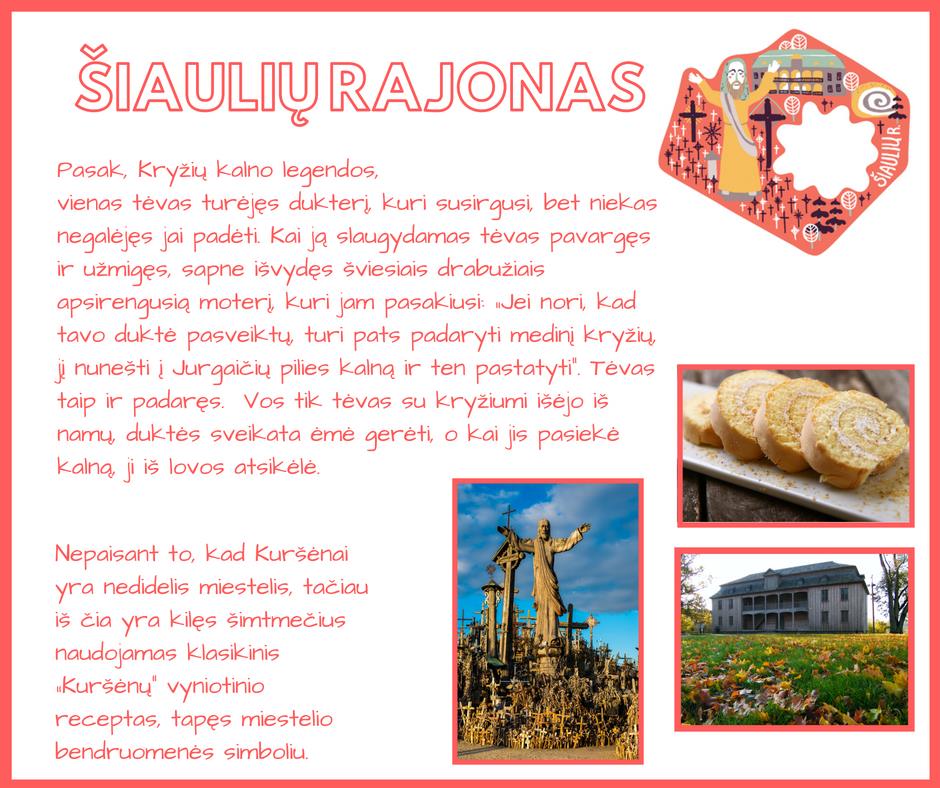 ŠIAULIŲ RAJONAS
ŠIAULIŲ R.
Pasak, Kryžių kalno legendos,
vienas tėvas turėjęs dukterį, kuri susirgusi, bet niekas
negalėjęs jai padėti. Kai ją slaugydamas tėvas pavargęs
ir užmigęs, sapne išvydęs šviesiais drabužiais
apsirengusią moterį, kuri jam pasakiusi: „Jei nori, kad
tavo duktė pasveiktų, turi pats padaryti medinį kryžių,
jį nunešti į Jurgaičių pilies kalną ir ten pastatyti". Tėvas
taip ir padaręs. Vos tik tėvas su kryžiumi išėjo iš
namų, duktės sveikata ėmė gerėti, o kai jis pasiekė
kalną, ji iš lovos atsikėlė.
Nepaisant to, kad Kuršėnai
yra nedidelis miestelis, tačiau
iš čia yra kilęs šimtmečius
naudojamas klasikinis
„Kuršėnų" vyniotinio
receptas, tapęs miestelio
bendruomenės simboliu.